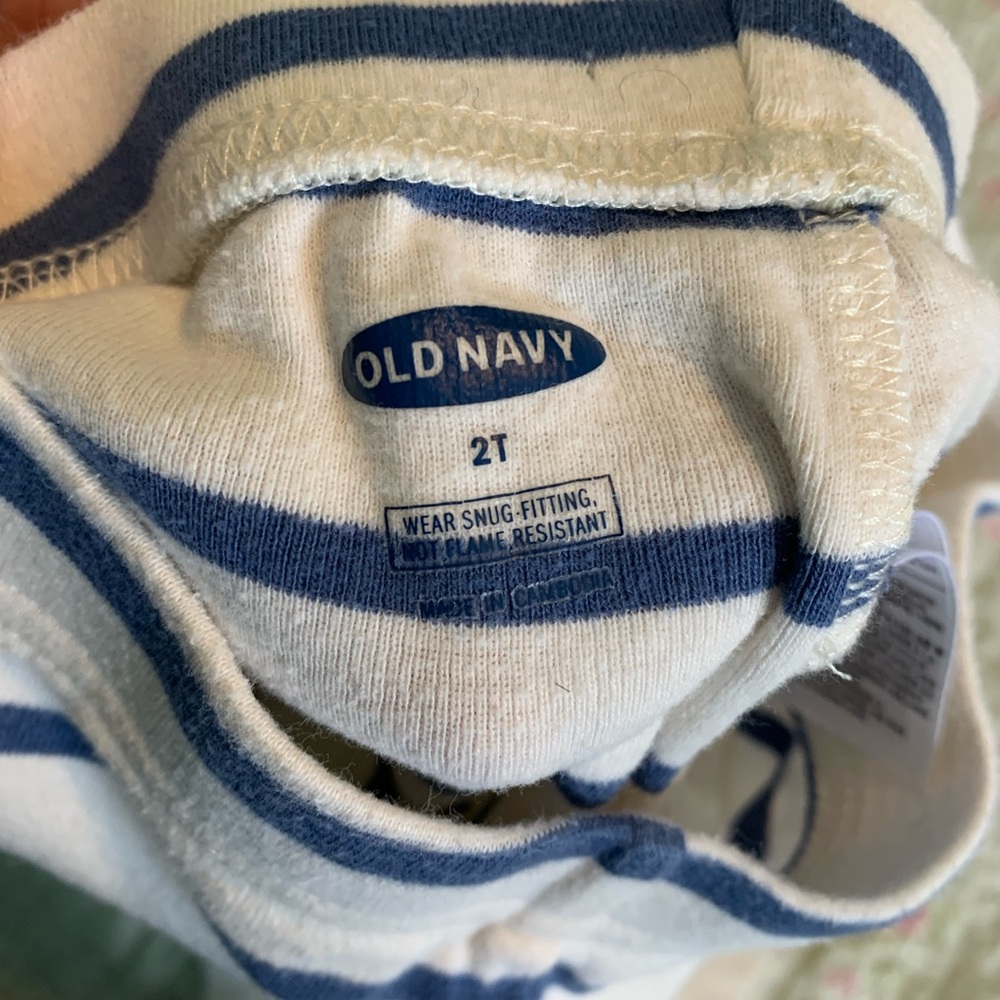 OLD NAVY
2T
WEAR SNUG-FITTING,
NOT FLAME RESISTANT
MADE IN CAMBODIA